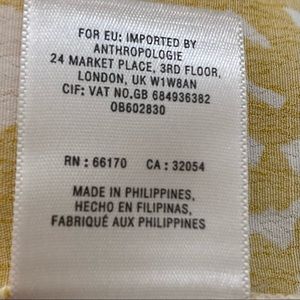 FOR EU: IMPORTED BY
ANTHROPOLOGIE
24 MARKET PLACE, 3RD FLOOR,
LONDON, UK W1W8AN
CIF: VAT NO.GB 684936382
OB602830
RN : 66170 CA : 32054
MADE IN PHILIPPINES,
HECHO EN FILIPINAS,
FABRIQUÉ AUX PHILIPPINES